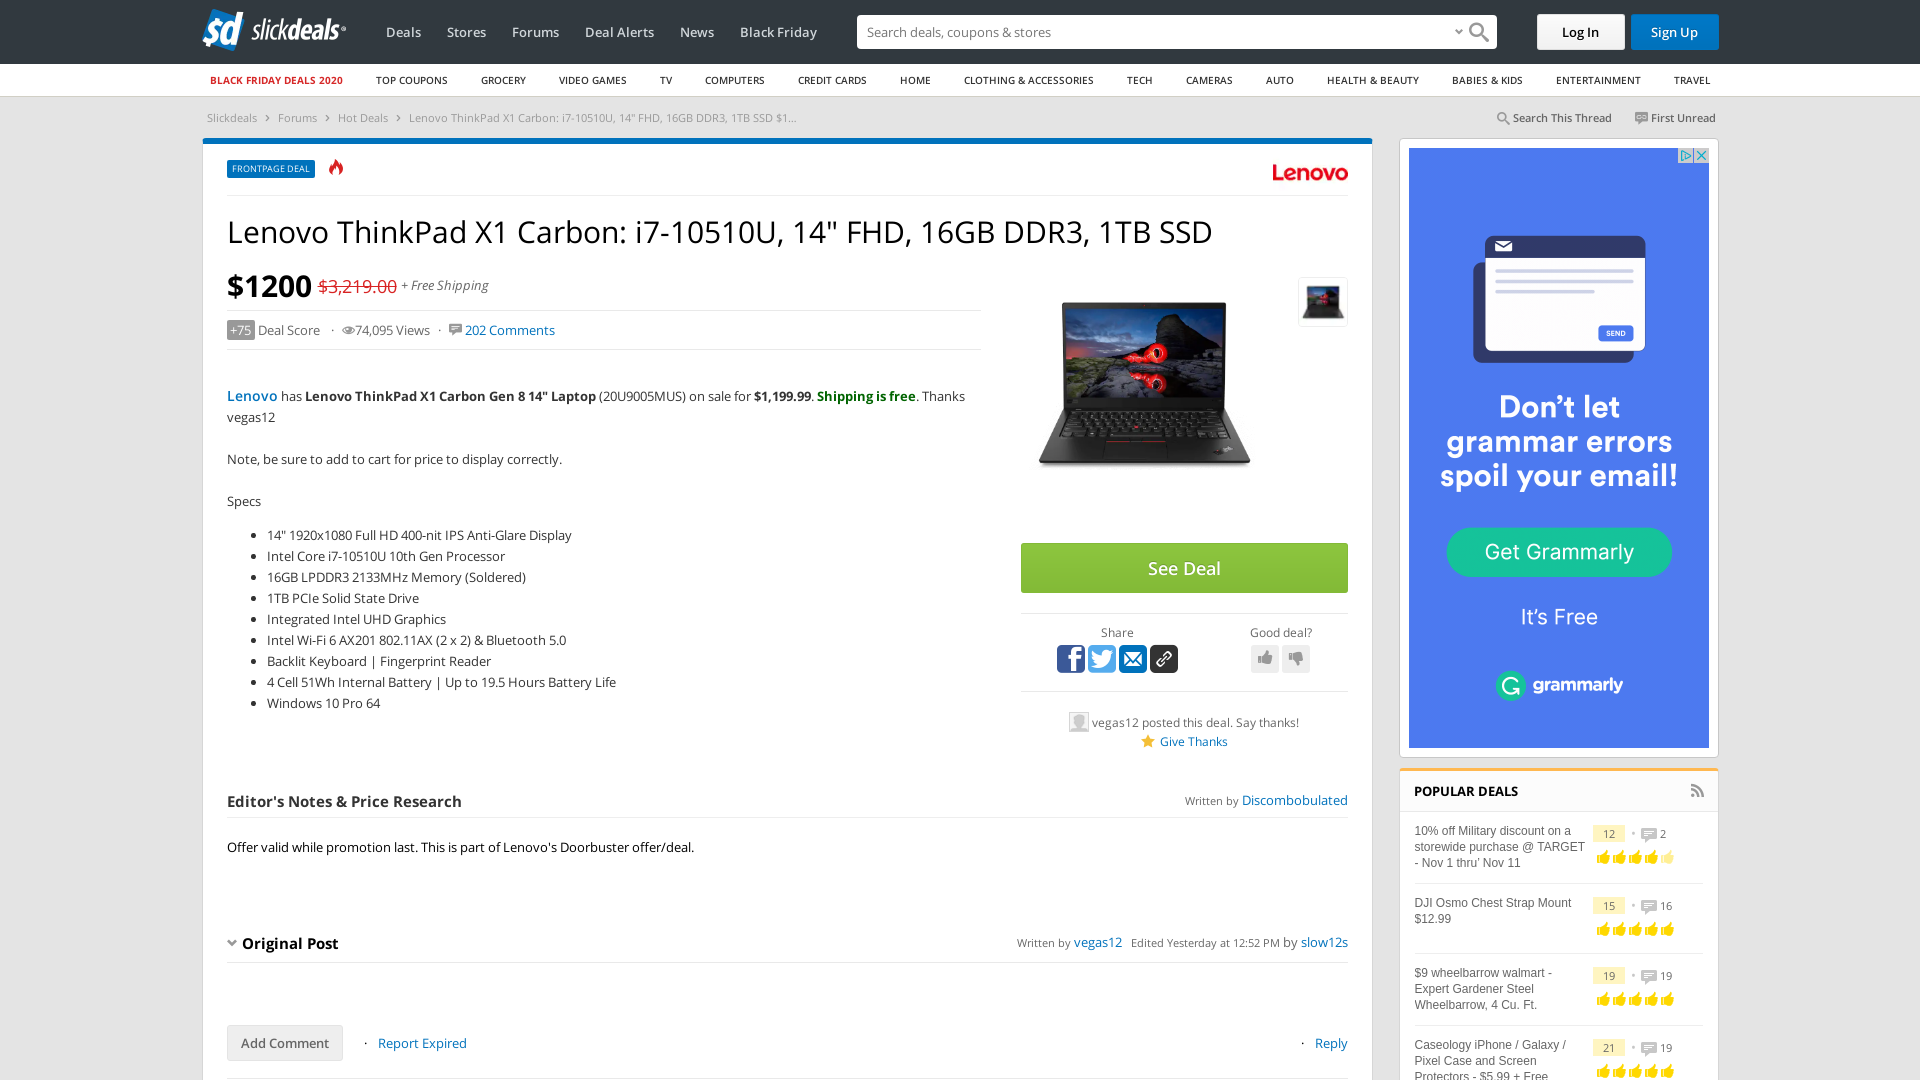 sd slickdeals
Deals
Stores
Forums
Deal Alerts
News
Black Friday
Search deals, coupons & stores
Log In
Sign Up
BLACK FRIDAY DEALS 2020
TOP COUPONS
GROCERY
VIDEO GAMES
TV
COMPUTERS
CREDIT CARDS
HOME
CLOTHING & ACCESSORIES
TECH
CAMERAS
AUTO
HEALTH & BEAUTY
BABIES & KIDS
ENTERTAINMENT
TRAVEL
Slickdeals › Forums › Hot Deals › Lenovo ThinkPad X1 Carbon: i7-10510U, 14" FHD, 16GB DDR3, 1TB SSD $1...
Search This Thread
First Unread
FRONTPAGE DEAL
Lenovo
Lenovo ThinkPad X1 Carbon: i7-10510U, 14" FHD, 16GB DDR3, 1TB SSD
$1200 $3,219.00 + Free Shipping
+75 Deal Score · 74,095 Views · 202 Comments
Lenovo has Lenovo ThinkPad X1 Carbon Gen 8 14" Laptop (20U9005MUS) on sale for $1,199.99. Shipping is free. Thanks
vegas12
Note, be sure to add to cart for price to display correctly.
Specs
• 14" 1920x1080 Full HD 400-nit IPS Anti-Glare Display
• Intel Core i7-10510U 10th Gen Processor
• 16GB LPDDR3 2133MHz Memory (Soldered)
• 1TB PCIe Solid State Drive
• Integrated Intel UHD Graphics
• Intel Wi-Fi 6 AX201 802.11AX (2 x 2) & Bluetooth 5.0
• Backlit Keyboard | Fingerprint Reader
• 4 Cell 51Wh Internal Battery | Up to 19.5 Hours Battery Life
• Windows 10 Pro 64
See Deal
Share
Good deal?
vegas12 posted this deal. Say thanks!
Give Thanks
Editor's Notes & Price Research
Written by Discombobulated
Offer valid while promotion last. This is part of Lenovo's Doorbuster offer/deal.
Original Post
Written by vegas12 Edited Yesterday at 12:52 PM by slow12s
Add Comment
· Report Expired
· Reply
SEND
Don't let
grammar errors
spoil your email!
Get Grammarly
It's Free
grammarly
POPULAR DEALS
10% off Military discount on a
storewide purchase @ TARGET
- Nov 1 thru' Nov 11
12 • 2
DJI Osmo Chest Strap Mount
$12.99
15 • 16
$9 wheelbarrow walmart -
Expert Gardener Steel
Wheelbarrow, 4 Cu. Ft.
19 • 19
Caseology iPhone / Galaxy /
Pixel Case and Screen
Protectors - $5.99 + Free
21 • 19